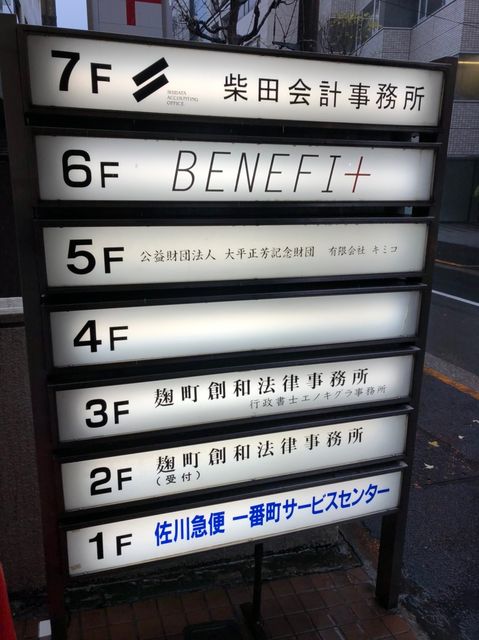 7F SHIBATA ACCOUNTING OFFICE 柴田会計事務所
6F BENEFI+
5F 公益財団法人 大平正芳記念財団 有限会社 キミコ
4F
3F 麹町創和法律事務所
行政書士エノキグラ事務所
2F 麹町創和法律事務所
(受付)
1F 佐川急便 一番町サービスセンター